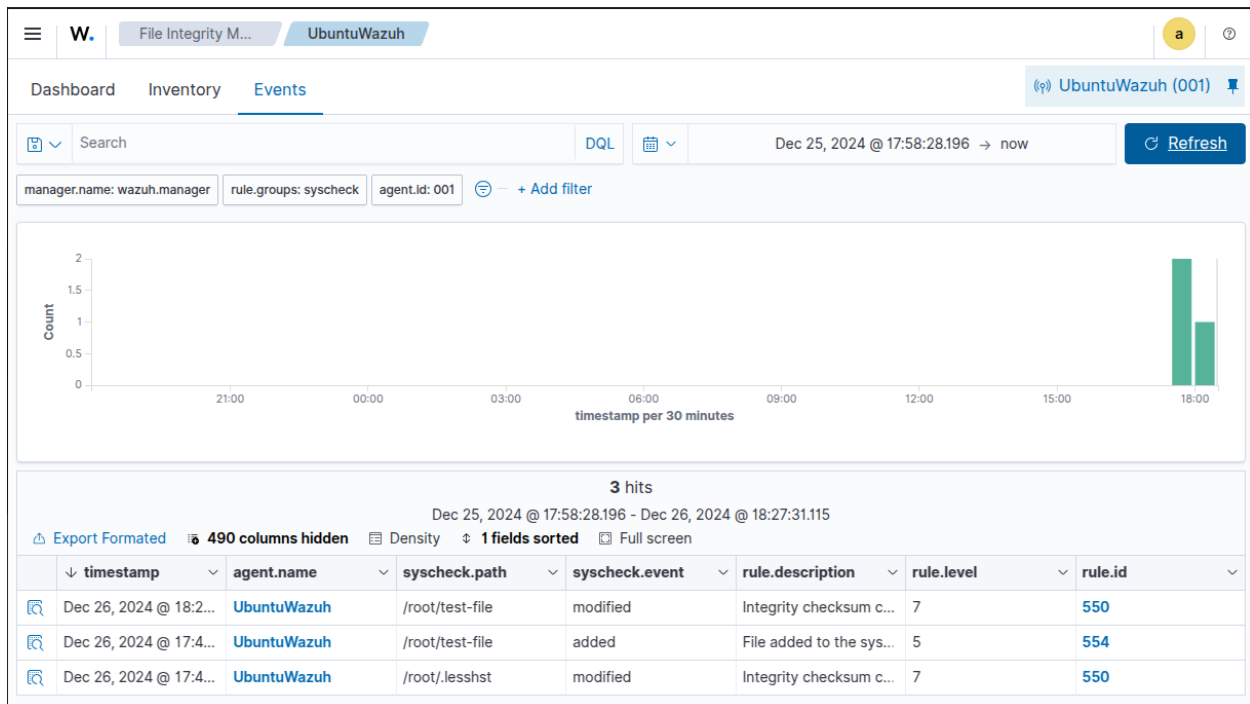 W. File Integrity M... UbuntuWazuh a
Dashboard Inventory Events UbuntuWazuh (001)
Search DQL Dec 25, 2024 @ 17:58:28.196 → now Refresh
manager.name: wazuh.manager rule.groups: syscheck agent.id: 001 + Add filter
2
1.5
1
0.5
0
Count
21:00 00:00 03:00 06:00 09:00 12:00 15:00 18:00
timestamp per 30 minutes
3 hits
Dec 25, 2024 @ 17:58:28.196 - Dec 26, 2024 @ 18:27:31.115
Export Formated 490 columns hidden Density 1 fields sorted Full screen
timestamp agent.name syscheck.path syscheck.event rule.description rule.level rule.id
Dec 26, 2024 @ 18:2... UbuntuWazuh /root/test-file modified Integrity checksum c... 7 550
Dec 26, 2024 @ 17:4... UbuntuWazuh /root/test-file added File added to the sys... 5 554
Dec 26, 2024 @ 17:4... UbuntuWazuh /root/.lesshst modified Integrity checksum c... 7 550